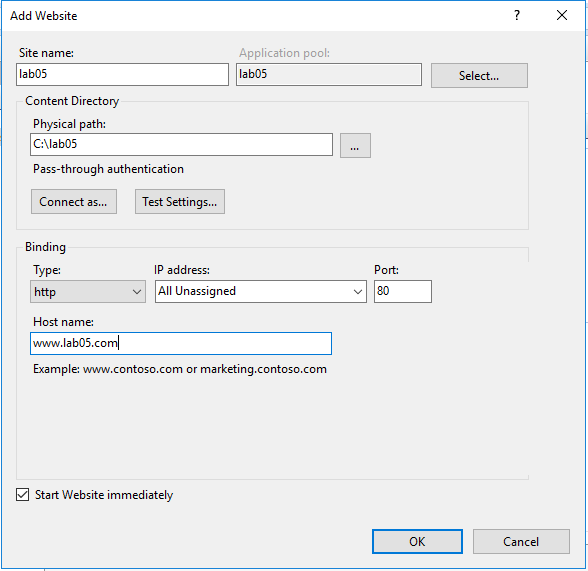 Add Website
Site name:
Application pool:
lab05
lab05
Select...
Content Directory
Physical path:
C:\lab05
...
Pass-through authentication
Connect as...
Test Settings...
Binding
Type:
IP address:
Port:
http
All Unassigned
80
Host name:
www.lab05.com
Example: www.contoso.com or marketing.contoso.com
Start Website immediately
OK
Cancel